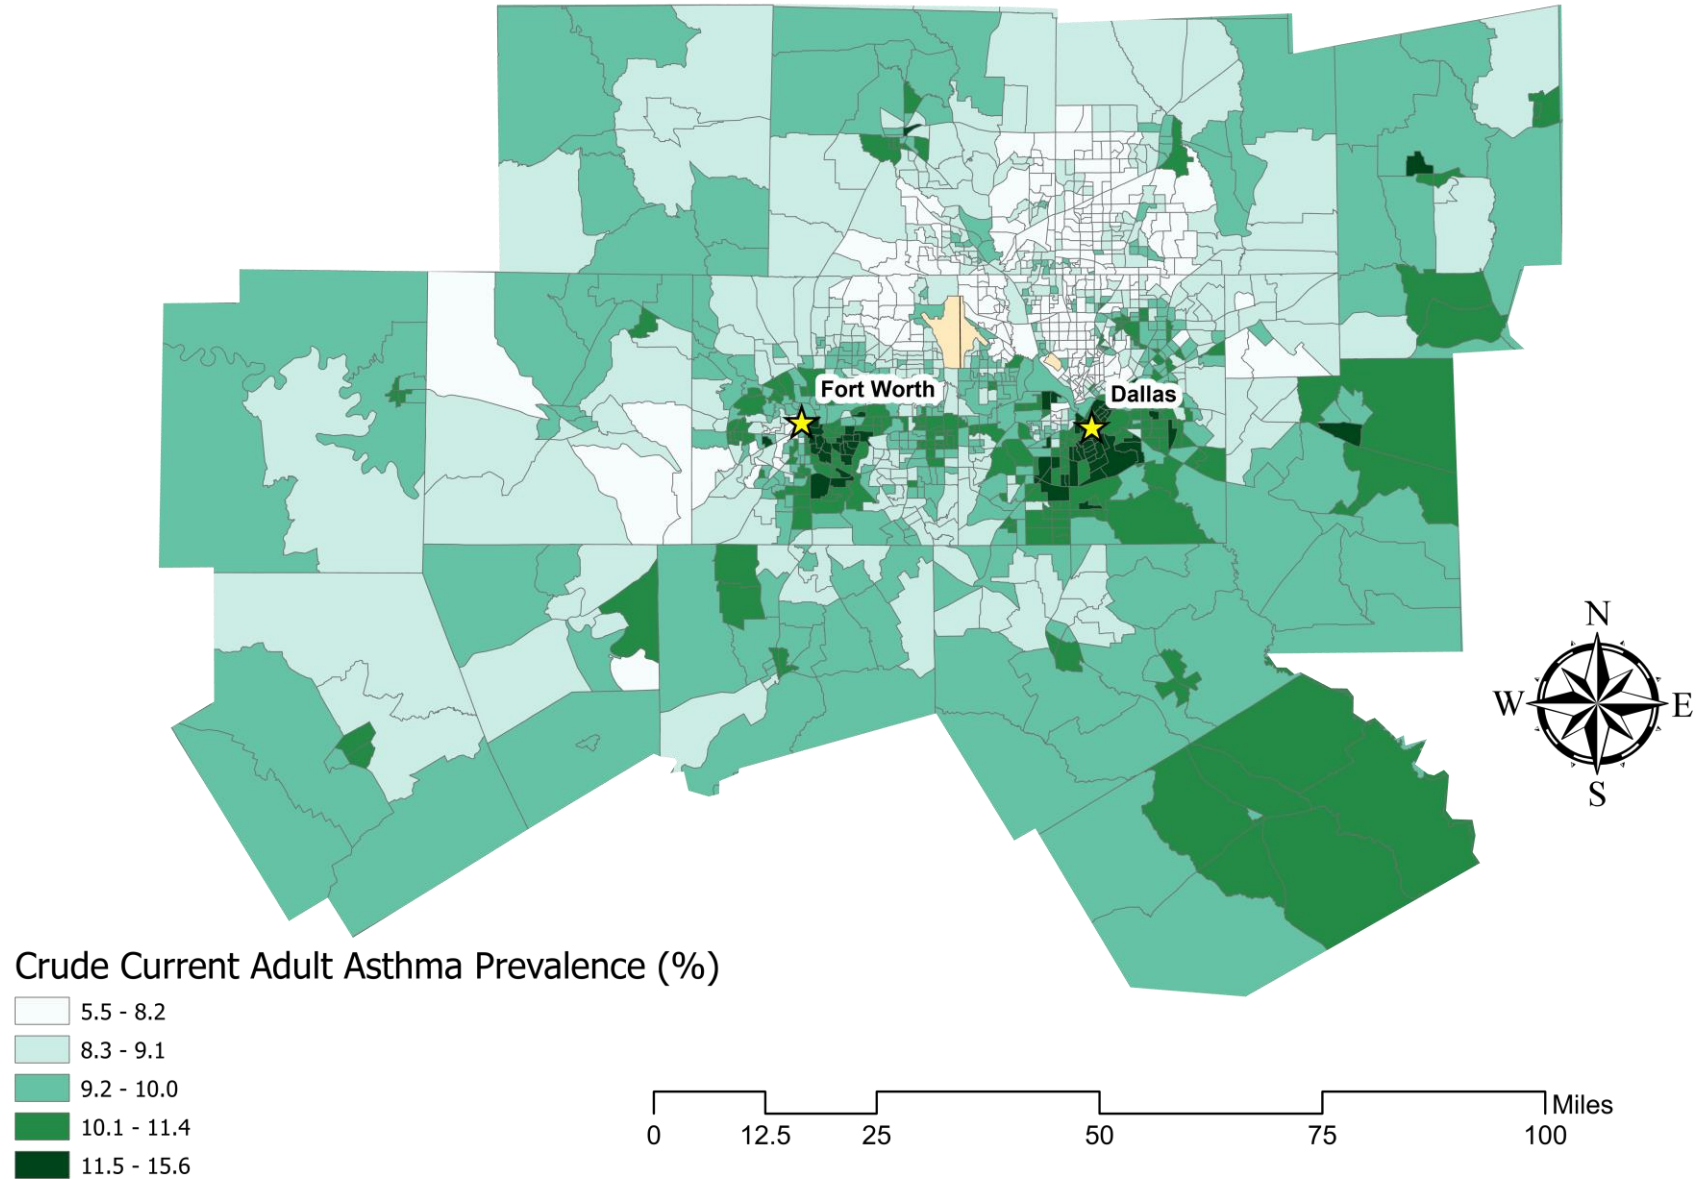 Fort Worth
Dallas
N
W E
S
Crude Current Adult Asthma Prevalence (%)
5.5 - 8.2
8.3 - 9.1
9.2 - 10.0
10.1 - 11.4
11.5 - 15.6
Miles
0 12.5 25 50 75 100